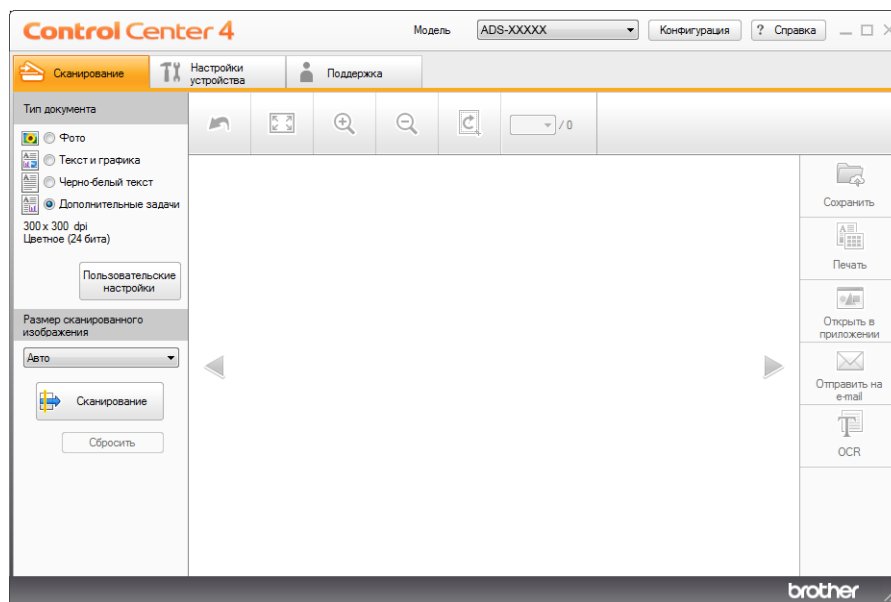 Control Center 4
Модель
ADS-XXXXX
Конфигурация
? Справка
Сканирование
Настройки
устройства
Поддержка
Тип документа
Фото
Текст и графика
Черно-белый текст
Дополнительные задачи
300 x 300 dpi
Цветное (24 бита)
Пользовательские
настройки
Размер сканированного
изображения
Авто
Сканирование
Сбросить
/ 0
Сохранить
Печать
Открыть в
приложении
Отправить на
e-mail
OCR
brother